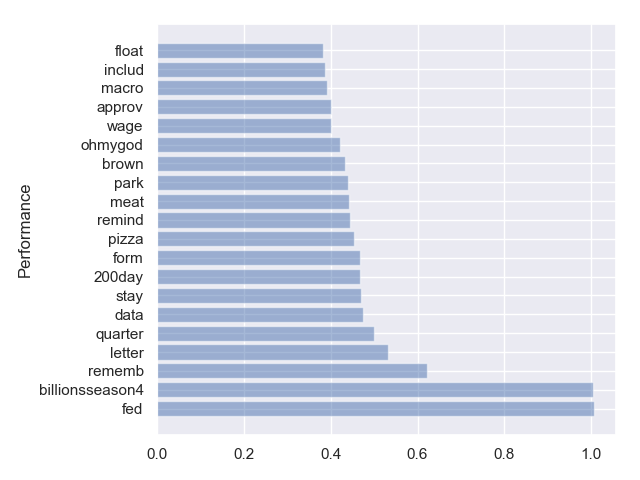 float
includ
macro
approv
wage
ohmygod
brown
park
meat
remind
pizza
form
200day
stay
data
quarter
letter
rememb
billionsseason4
fed
Performance
0.0 0.2 0.4 0.6 0.8 1.0